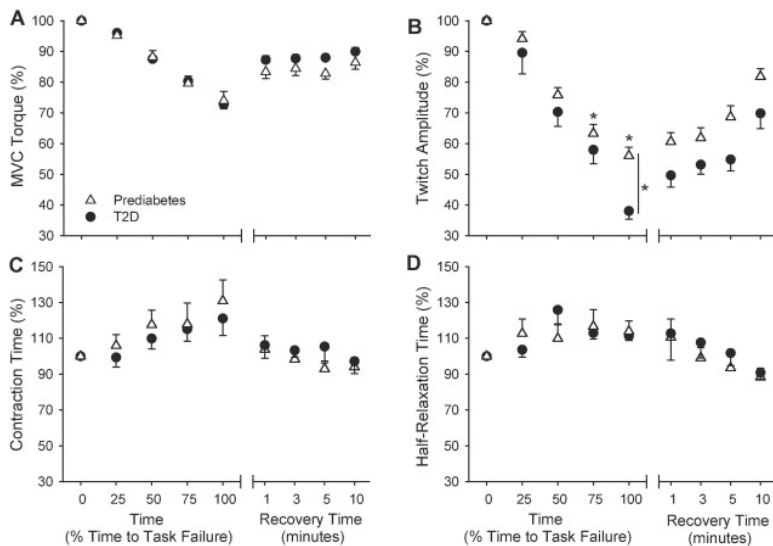 A
MVC Torque (%)
100
90
80
70
60
50
40
30
Prediabetes
T2D
B
Twitch Amplitude (%)
100
90
80
70
60
50
40
30
*
*
*
C
Contraction Time (%)
150
130
110
90
70
50
30
0 25 50 75 100 1 3 5 10
Time
(% Time to Task Failure)
Recovery Time
(minutes)
D
Half-Relaxation Time (%)
150
130
110
90
70
50
30
0 25 50 75 100 1 3 5 10
Time
(% Time to Task Failure)
Recovery Time
(minutes)